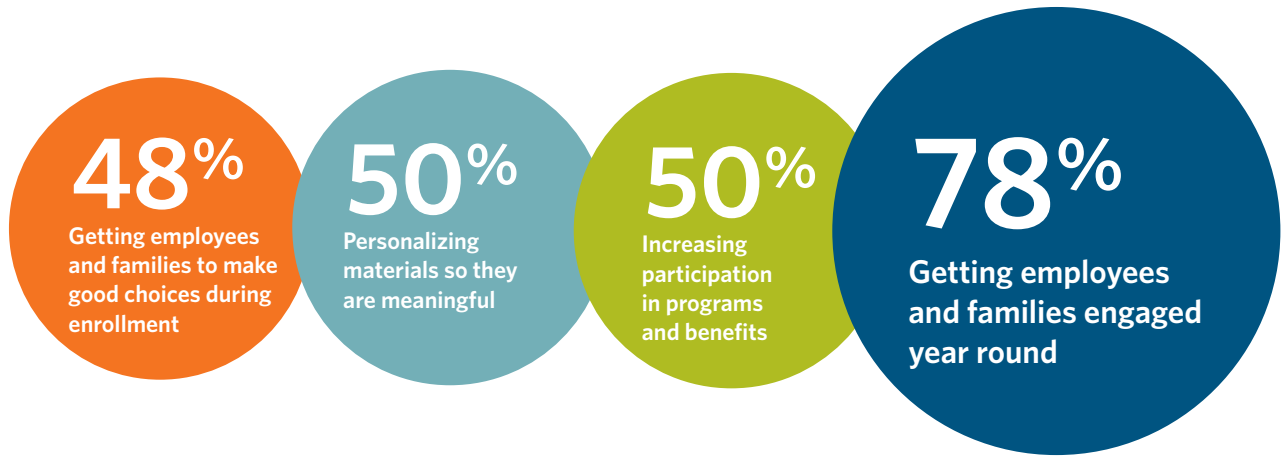 48%
Getting employees
and families to make
good choices during
enrollment
50%
Personalizing
materials so they
are meaningful
50%
Increasing
participation
in programs
and benefits
78%
Getting employees
and families engaged
year round